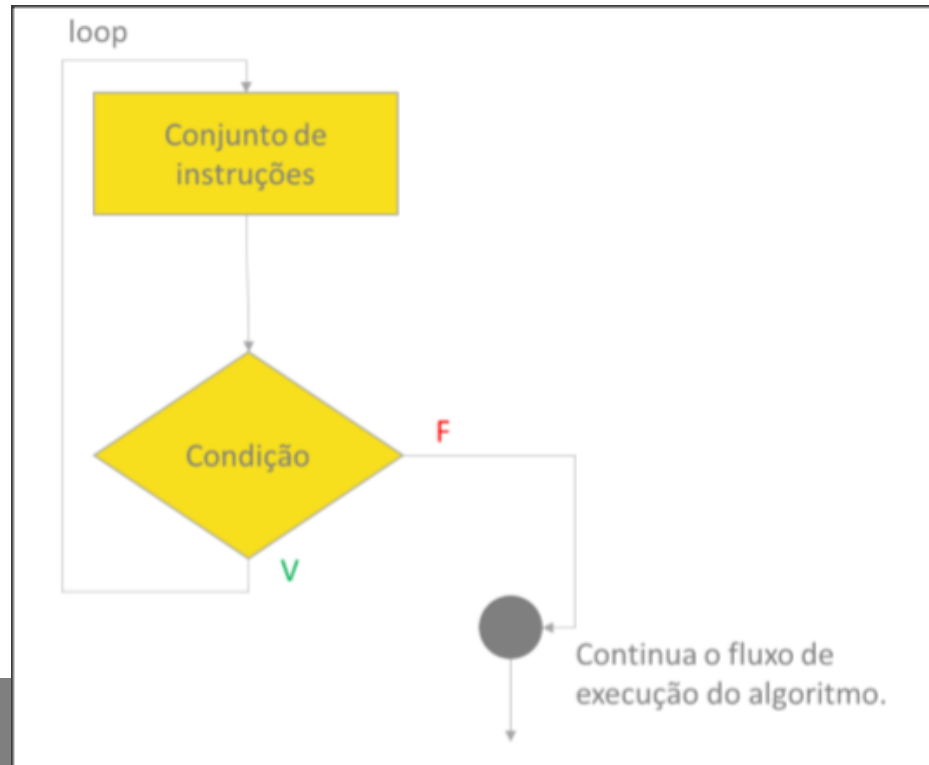 loop
Conjunto de
instruções
Condição
F
V
Continua o fluxo de
execução do algoritmo.